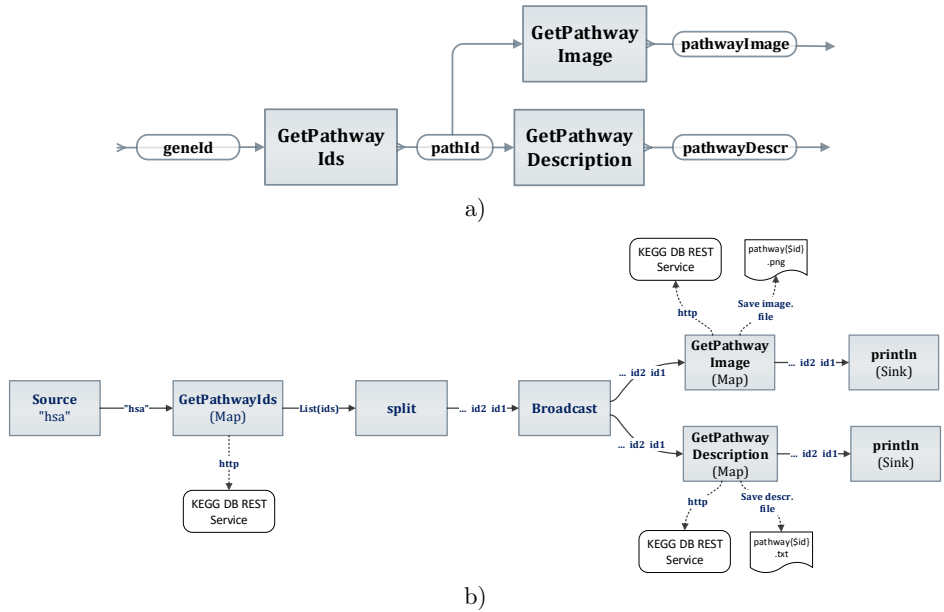 GetPathway
Image
pathwayImage
geneId
GetPathway
Ids
pathId
GetPathway
Description
pathwayDescr
a)
KEGG DB REST
Service
pathway{$id}
.png
http
Save image.
file
GetPathway
Image
(Map)
... id2 id1
println
(Sink)
... id2 id1
Source
"hsa"
"hsa"
GetPathwayIds
(Map)
List(ids)
split
... id2 id1
Broadcast
http
KEGG DB REST
Service
... id2 id1
GetPathway
Description
(Map)
... id2 id1
println
(Sink)
http
Save descr.
file
KEGG DB REST
Service
pathway{$id}
.txt
b)